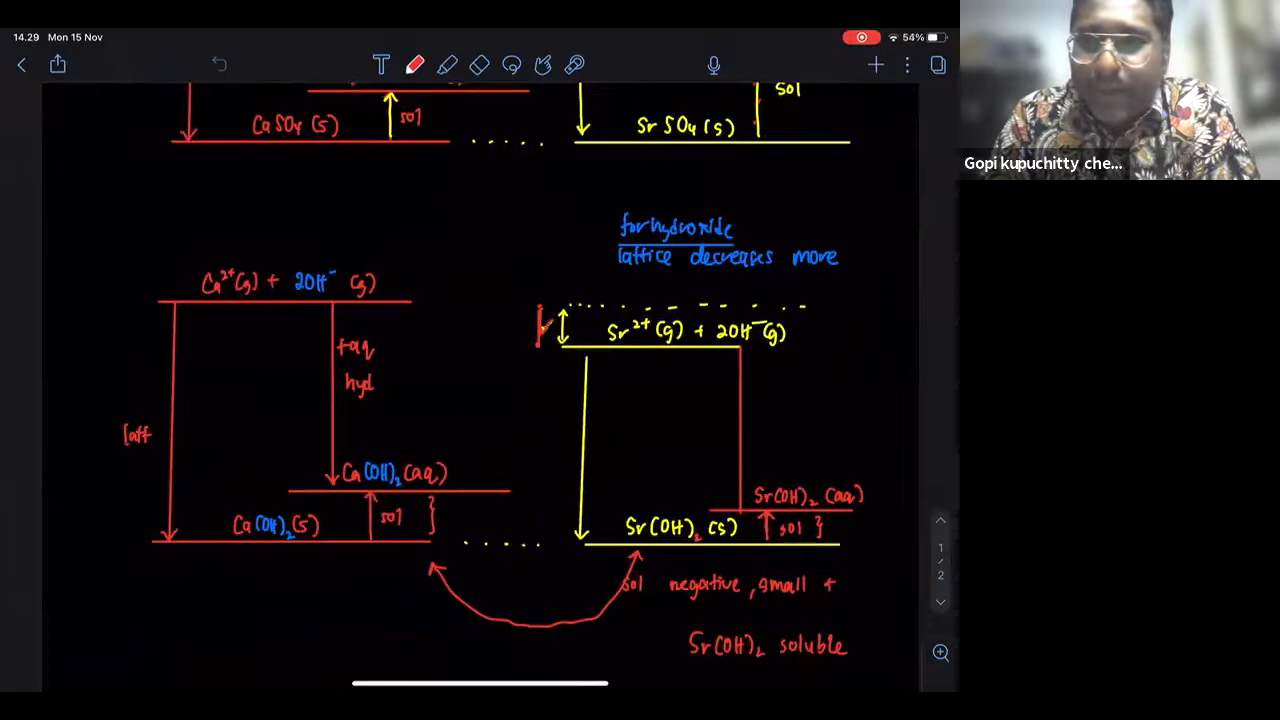 14.29 Mon 15 Nov
54%
T
Gopi kupuchitty che...
sol
CaSO4 (s)
sol
SrSO4 (s)
for hydroxide
lattice decreases more
Ca²⁺(g) + 2OH⁻ (g)
Sr²⁺(g) + 2OH⁻(g)
+aq
hyd
latt
Ca(OH)₂(aq)
Sr(OH)₂ (aq)
Ca(OH)₂(s)
sol }
Sr(OH)₂ (s)
sol }
sol negative, small +
Sr(OH)₂ soluble
1
/
2